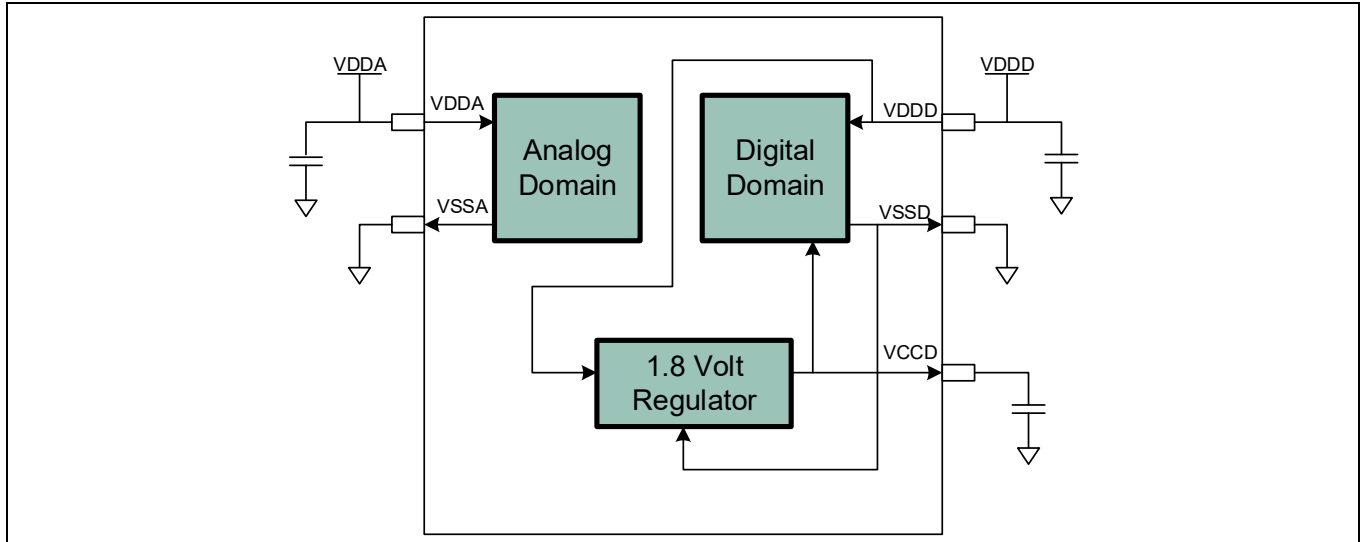 VDDA
VDDD
VDDA
VDDD
Analog
Domain
Digital
Domain
VSSA
VSSD
1.8 Volt
Regulator
VCCD